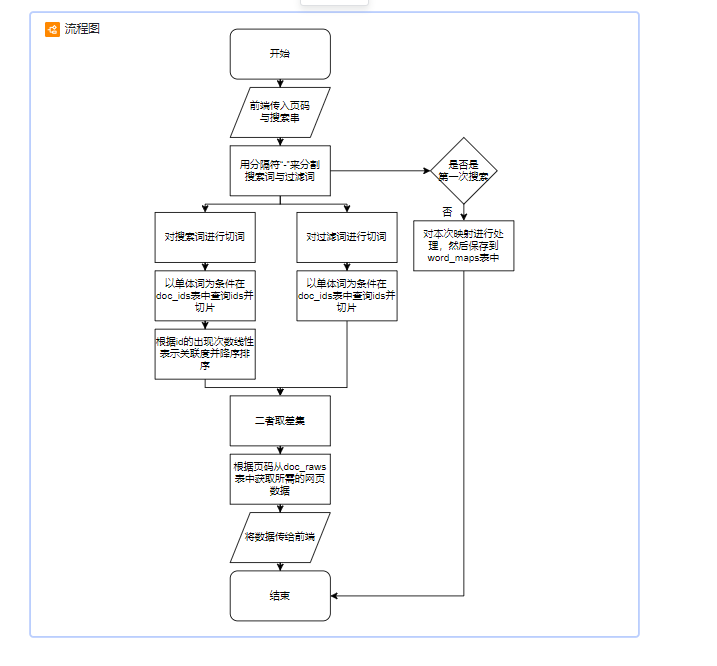 流程图
开始
前端传入页码
与搜索串
用分隔符“-”来分割
搜索词与过滤词
是否是
第一次搜索
否
对搜索词进行切词
对过滤词进行切词
对本次映射进行处
理，然后保存到
word_maps表中
以单体词为条件在
doc_ids表中查询ids并
切片
以单体词为条件在
doc_ids表中查询ids并
切片
根据id的出现次数线性
表示关联度并降序排
序
二者取差集
根据页码从doc_raws
表中获取所需的网页
数据
将数据传给前端
结束